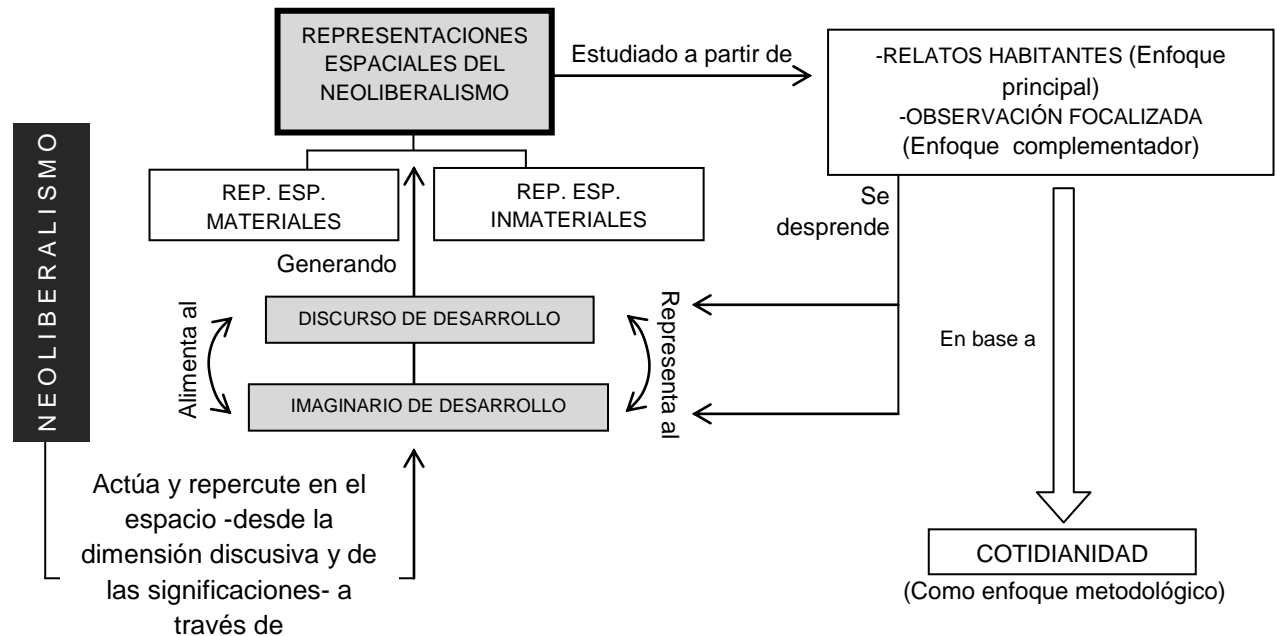 REPRESENTACIONES
ESPACIALES DEL
NEOLIBERALISMO
Estudiado a partir de
-RELATOS HABITANTES (Enfoque
principal)
-OBSERVACIÓN FOCALIZADA
(Enfoque complementador)
NEOLIBERALISMO
REP. ESP.
MATERIALES
REP. ESP.
INMATERIALES
Se
desprende
Generando
Alimenta al
DISCURSO DE DESARROLLO
Representa al
En base a
IMAGINARIO DE DESARROLLO
Actúa y repercute en el
espacio -desde la
dimensión discusiva y de
las significaciones- a
través de
COTIDIANIDAD
(Como enfoque metodológico)